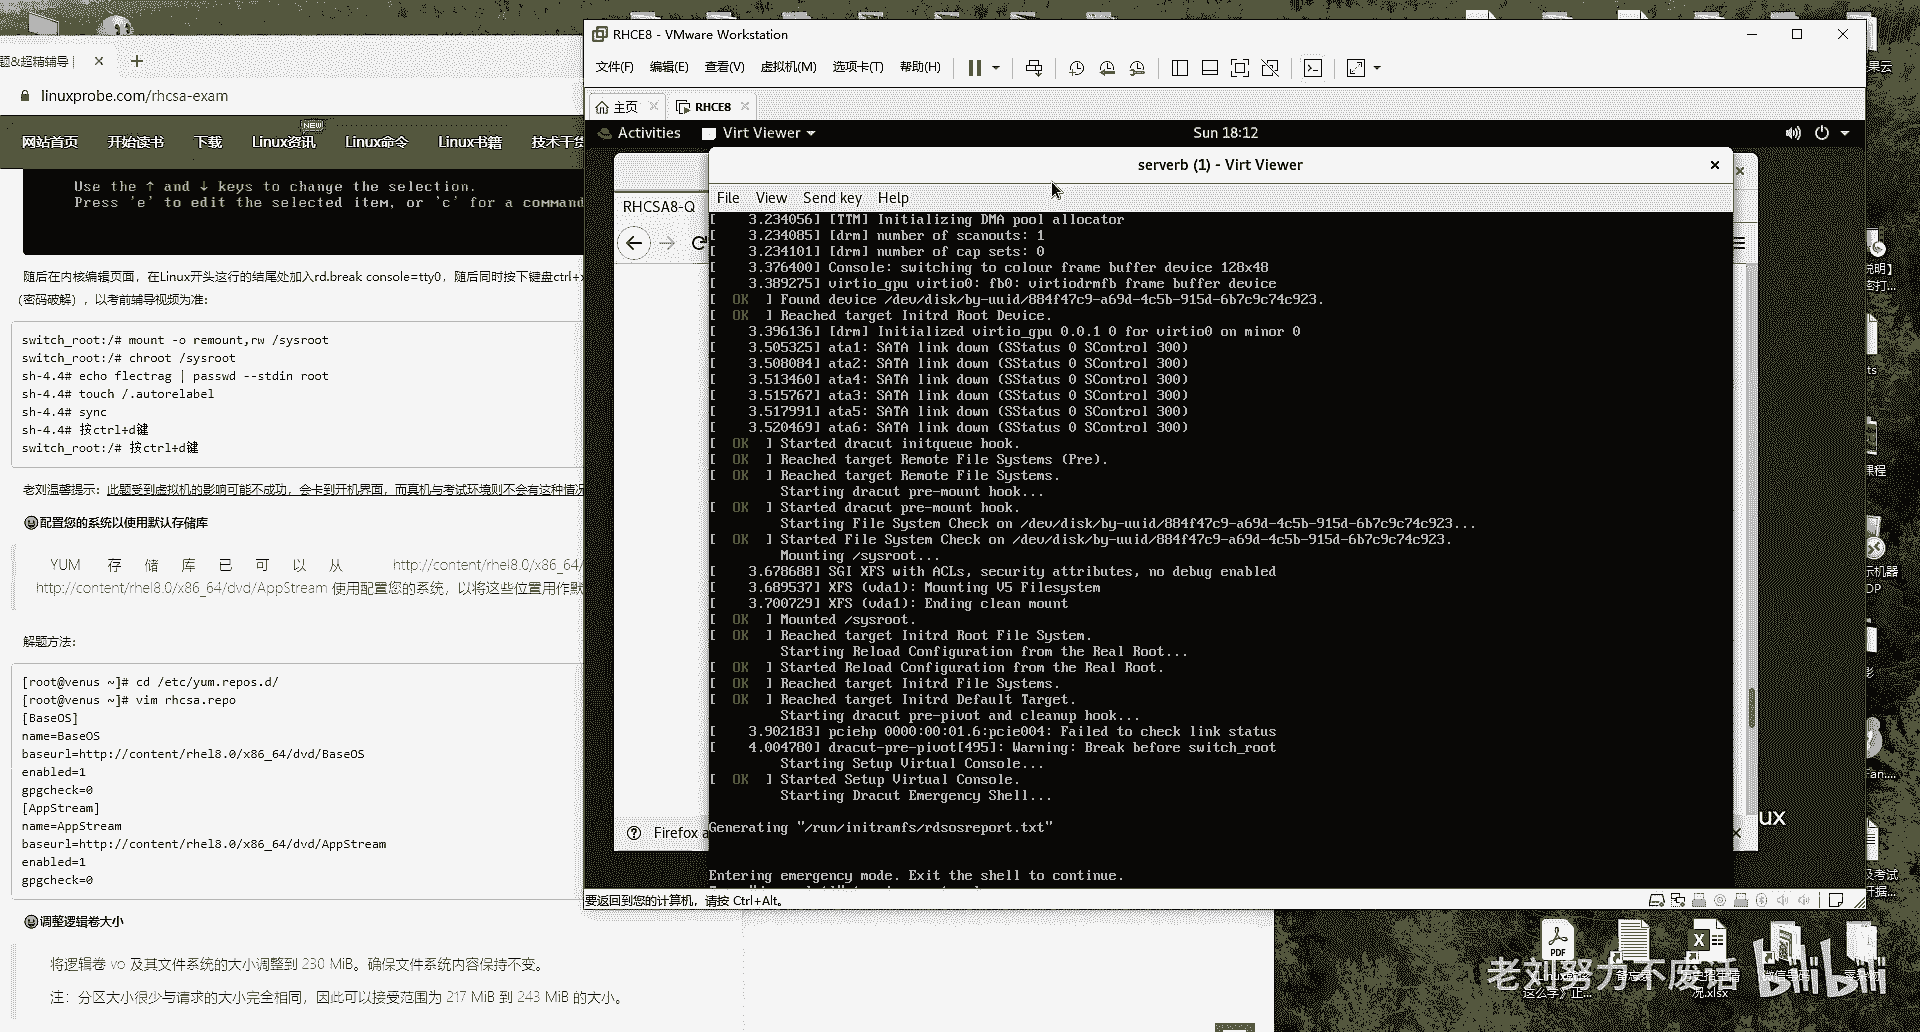 题&超精辅导 |
linuxprobe.com/rhcsa-exam
网站首页 开始读书 下载 Linux资讯 NEW Linux命令 Linux书籍 技术干货
Use the ↑ and ↓ keys to change the selection.
Press 'e' to edit the selected item, or 'c' for a command
随后在内核编辑页面，在Linux开头这行的结尾处加入rd.break console=tty0，随后同时按下键盘ctrl+x
（密码破解），以考前辅导视频为准：
switch_root:/# mount -o remount,rw /sysroot
switch_root:/# chroot /sysroot
sh-4.4# echo flectrag | passwd --stdin root
sh-4.4# touch /.autorelabel
sh-4.4# sync
sh-4.4# 按ctrl+d键
switch_root:/# 按ctrl+d键
老刘温馨提示：此题受到虚拟机的影响可能不成功，会卡到开机界面，而真机与考试环境则不会有这种情况
配置您的系统以使用默认存储库
YUM 存储库已可以从 http://content/rhel8.0/x86_64/
http://content/rhel8.0/x86_64/dvd/AppStream 使用配置您的系统，以将这些位置用作默
解题方法：
[root@venus ~]# cd /etc/yum.repos.d/
[root@venus ~]# vim rhcsa.repo
[BaseOS]
name=BaseOS
baseurl=http://content/rhel8.0/x86_64/dvd/BaseOS
enabled=1
gpgcheck=0
[AppStream]
name=AppStream
baseurl=http://content/rhel8.0/x86_64/dvd/AppStream
enabled=1
gpgcheck=0
调整逻辑卷大小
将逻辑卷 vo 及其文件系统的大小调整到 230 MiB。确保文件系统内容保持不变。
注：分区大小很少与请求的大小完全相同，因此可以接受范围为 217 MiB 到 243 MiB 的大小。
RHCE8 - VMware Workstation
文件(F) 编辑(E) 查看(V) 虚拟机(M) 选项卡(T) 帮助(H)
主页 RHCE8
Activities Virt Viewer Sun 18:12
serverb (1) - Virt Viewer
RHCSA8-Q
File View Send key Help
[ 3.234056] [TTM] Initializing DMA pool allocator
[ 3.234085] [drm] number of scanouts: 1
[ 3.234101] [drm] number of cap sets: 0
[ 3.376400] Console: switching to colour frame buffer device 128x48
[ 3.389275] virtio_gpu virtio0: fb0: virtiodrmfb frame buffer device
[ OK ] Found device /dev/disk/by-uuid/884f47c9-a69d-4c5b-915d-6b7c9c74c923.
[ OK ] Reached target Initrd Root Device.
[ 3.396136] [drm] Initialized virtio_gpu 0.0.1 0 for virtio0 on minor 0
[ 3.505325] ata1: SATA link down (SStatus 0 SControl 300)
[ 3.508084] ata2: SATA link down (SStatus 0 SControl 300)
[ 3.513460] ata4: SATA link down (SStatus 0 SControl 300)
[ 3.515767] ata3: SATA link down (SStatus 0 SControl 300)
[ 3.517991] ata5: SATA link down (SStatus 0 SControl 300)
[ 3.520469] ata6: SATA link down (SStatus 0 SControl 300)
[ OK ] Started dracut initqueue hook.
[ OK ] Reached target Remote File Systems (Pre).
[ OK ] Reached target Remote File Systems.
Starting dracut pre-mount hook...
[ OK ] Started dracut pre-mount hook.
Starting File System Check on /dev/disk/by-uuid/884f47c9-a69d-4c5b-915d-6b7c9c74c923...
[ OK ] Started File System Check on /dev/disk/by-uuid/884f47c9-a69d-4c5b-915d-6b7c9c74c923.
Mounting /sysroot...
[ 3.678688] SGI XFS with ACLs, security attributes, no debug enabled
[ 3.689537] XFS (vda1): Mounting V5 Filesystem
[ 3.700729] XFS (vda1): Ending clean mount
[ OK ] Mounted /sysroot.
[ OK ] Reached target Initrd Root File System.
Starting Reload Configuration from the Real Root...
[ OK ] Started Reload Configuration from the Real Root.
[ OK ] Reached target Initrd File Systems.
[ OK ] Reached target Initrd Default Target.
Starting dracut pre-pivot and cleanup hook...
[ 3.902183] pciehp 0000:00:01.6:pcie004: Failed to check link status
[ 4.004780] dracut-pre-pivot[495]: Warning: Break before switch_root
Starting Setup Virtual Console...
[ OK ] Started Setup Virtual Console.
Starting Dracut Emergency Shell...
Generating "/run/initramfs/rdsosreport.txt"
Entering emergency mode. Exit the shell to continue.
Firefox a
ux
要返回到您的计算机，请按 Ctrl+Alt。
老刘努力不废话 bilibili